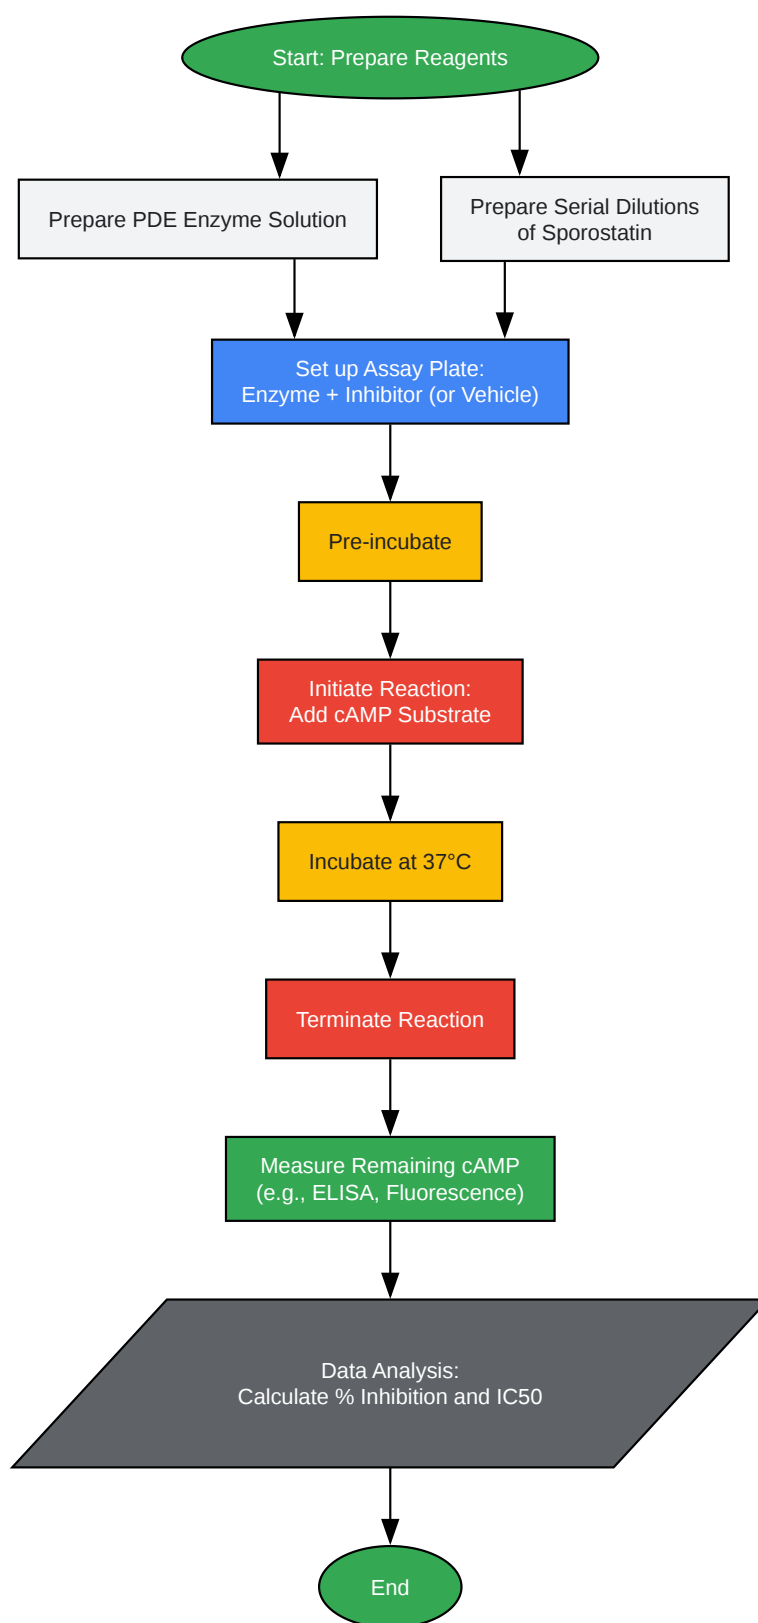 Start: Prepare Reagents
Prepare PDE Enzyme Solution
Prepare Serial Dilutions
of Sporostatin
Set up Assay Plate:
Enzyme + Inhibitor (or Vehicle)
Pre-incubate
Initiate Reaction:
Add cAMP Substrate
Incubate at 37°C
Terminate Reaction
Measure Remaining cAMP
(e.g., ELISA, Fluorescence)
Data Analysis:
Calculate % Inhibition and IC50
End